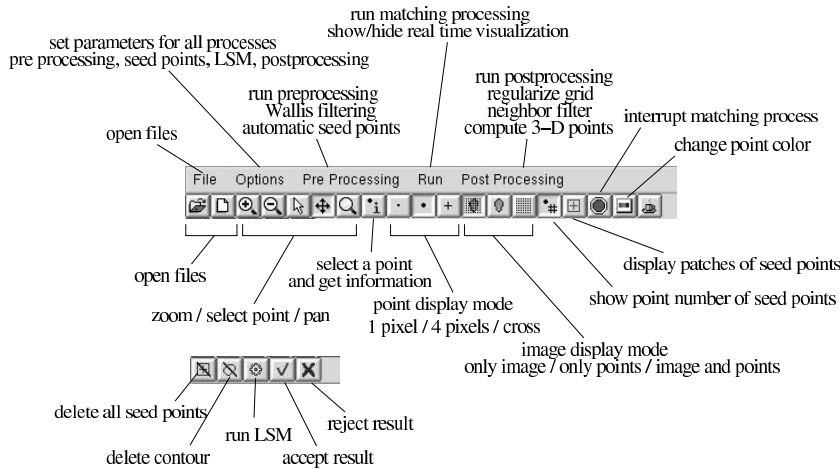 run matching processing
show/hide real time visualization
set parameters for all processes
pre processing, seed points, LSM, postprocessing
run preprocessing
Wallis filtering
automatic seed points
run postprocessing
regularize grid
neighbor filter
compute 3–D points
open files
interrupt matching process
change point color
File Options Pre Processing Run Post Processing
open files
zoom / select point / pan
select a point
and get information
point display mode
1 pixel / 4 pixels / cross
display patches of seed points
show point number of seed points
image display mode
only image / only points / image and points
delete all seed points
delete contour
run LSM
accept result
reject result